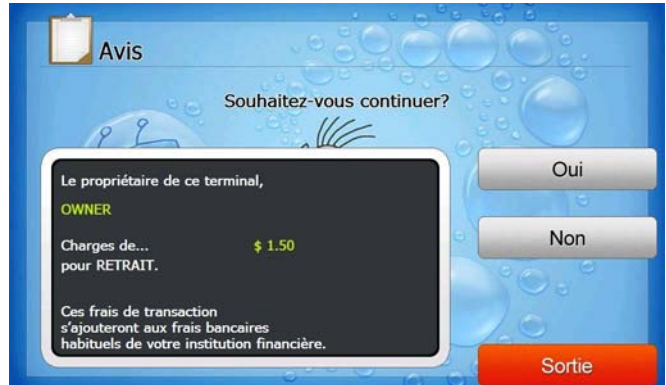 Avis
Souhaitez-vous continuer?
Le propriétaire de ce terminal,
OWNER
Charges de... $ 1.50
pour RETRAIT.
Ces frais de transaction
s'ajouteront aux frais bancaires
habituels de votre institution financière.
Oui
Non
Sortie